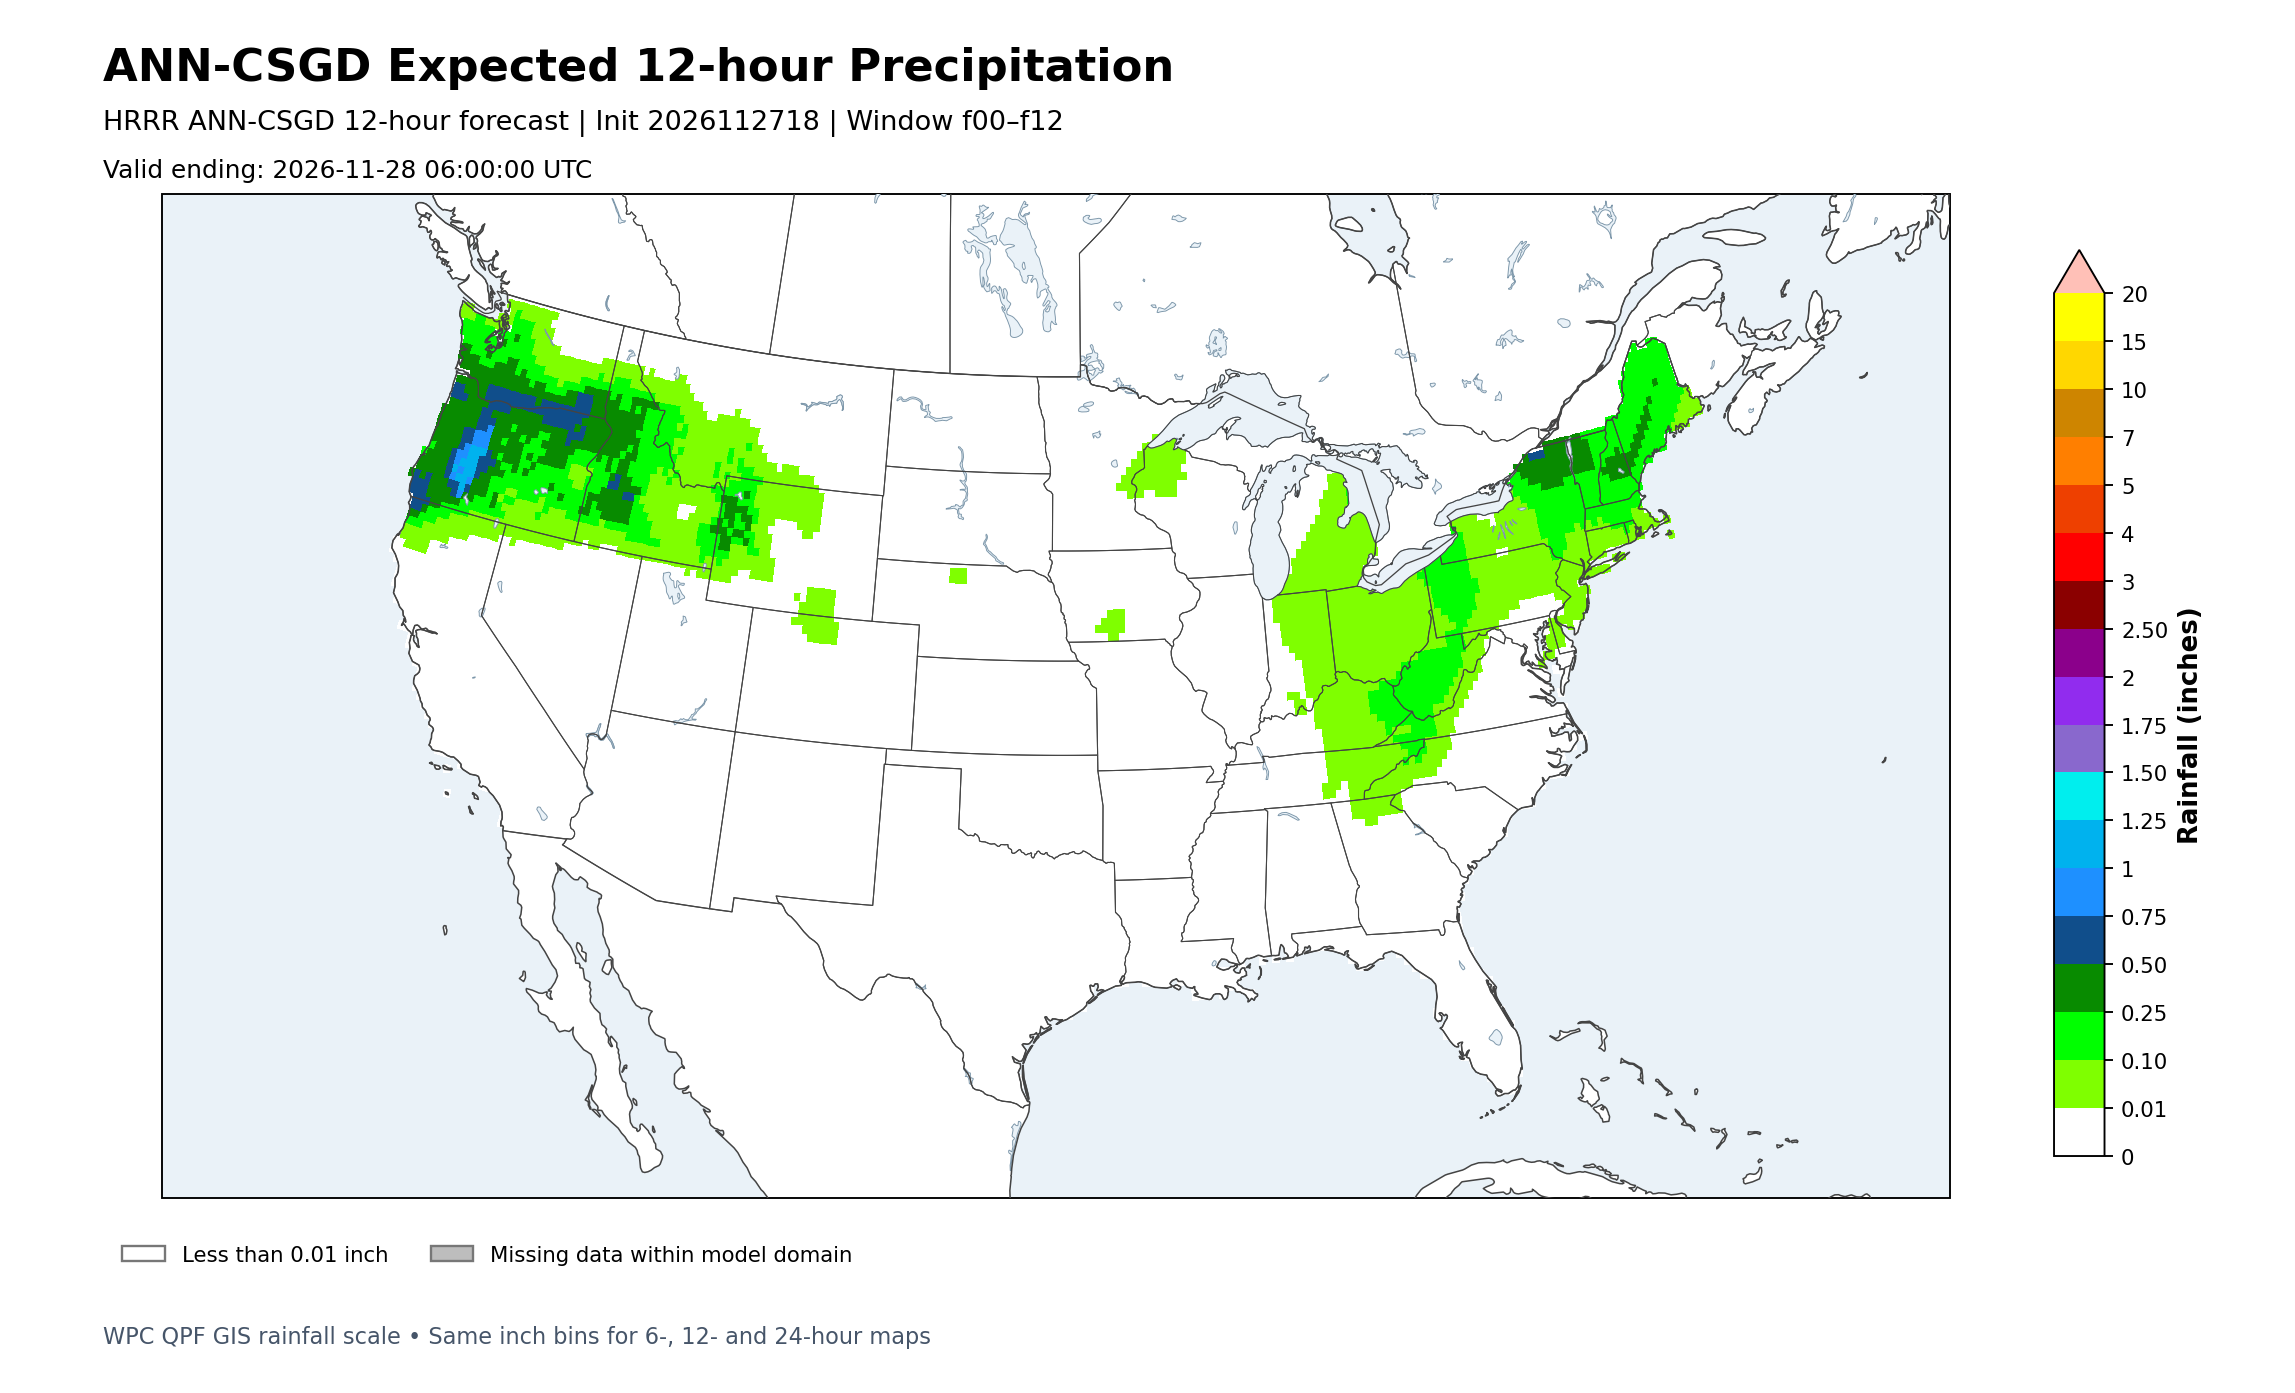 ANN-CSGD Expected 12-hour Precipitation
HRRR ANN-CSGD 12-hour forecast | Init 2026112718 | Window f00–f12
Valid ending: 2026-11-28 06:00:00 UTC
20
15
10
7
5
4
3
2.50
2
1.75
1.50
1.25
1
0.75
0.50
0.25
0.10
0.01
0
Rainfall (inches)
Less than 0.01 inch
Missing data within model domain
WPC QPF GIS rainfall scale • Same inch bins for 6-, 12- and 24-hour maps